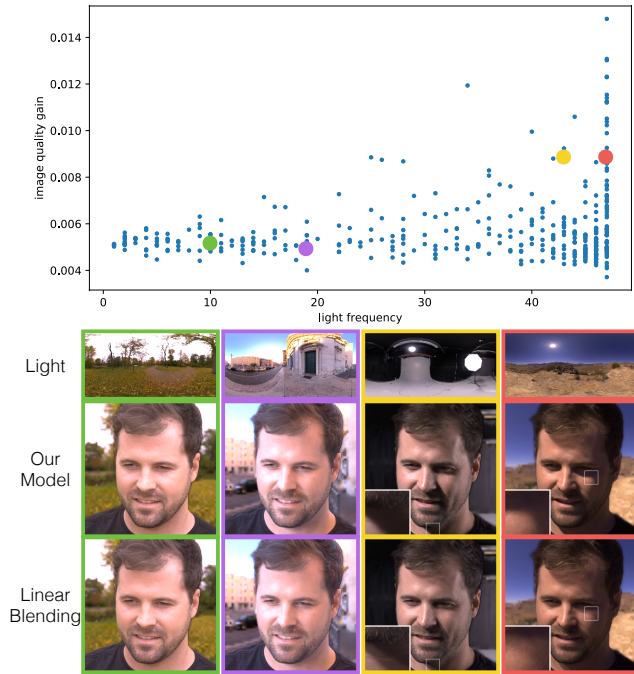 0.014
0.012
0.010
0.008
0.006
0.004
image quality gain
0 10 20 30 40
light frequency
Light
Our
Model
Linear
Blending